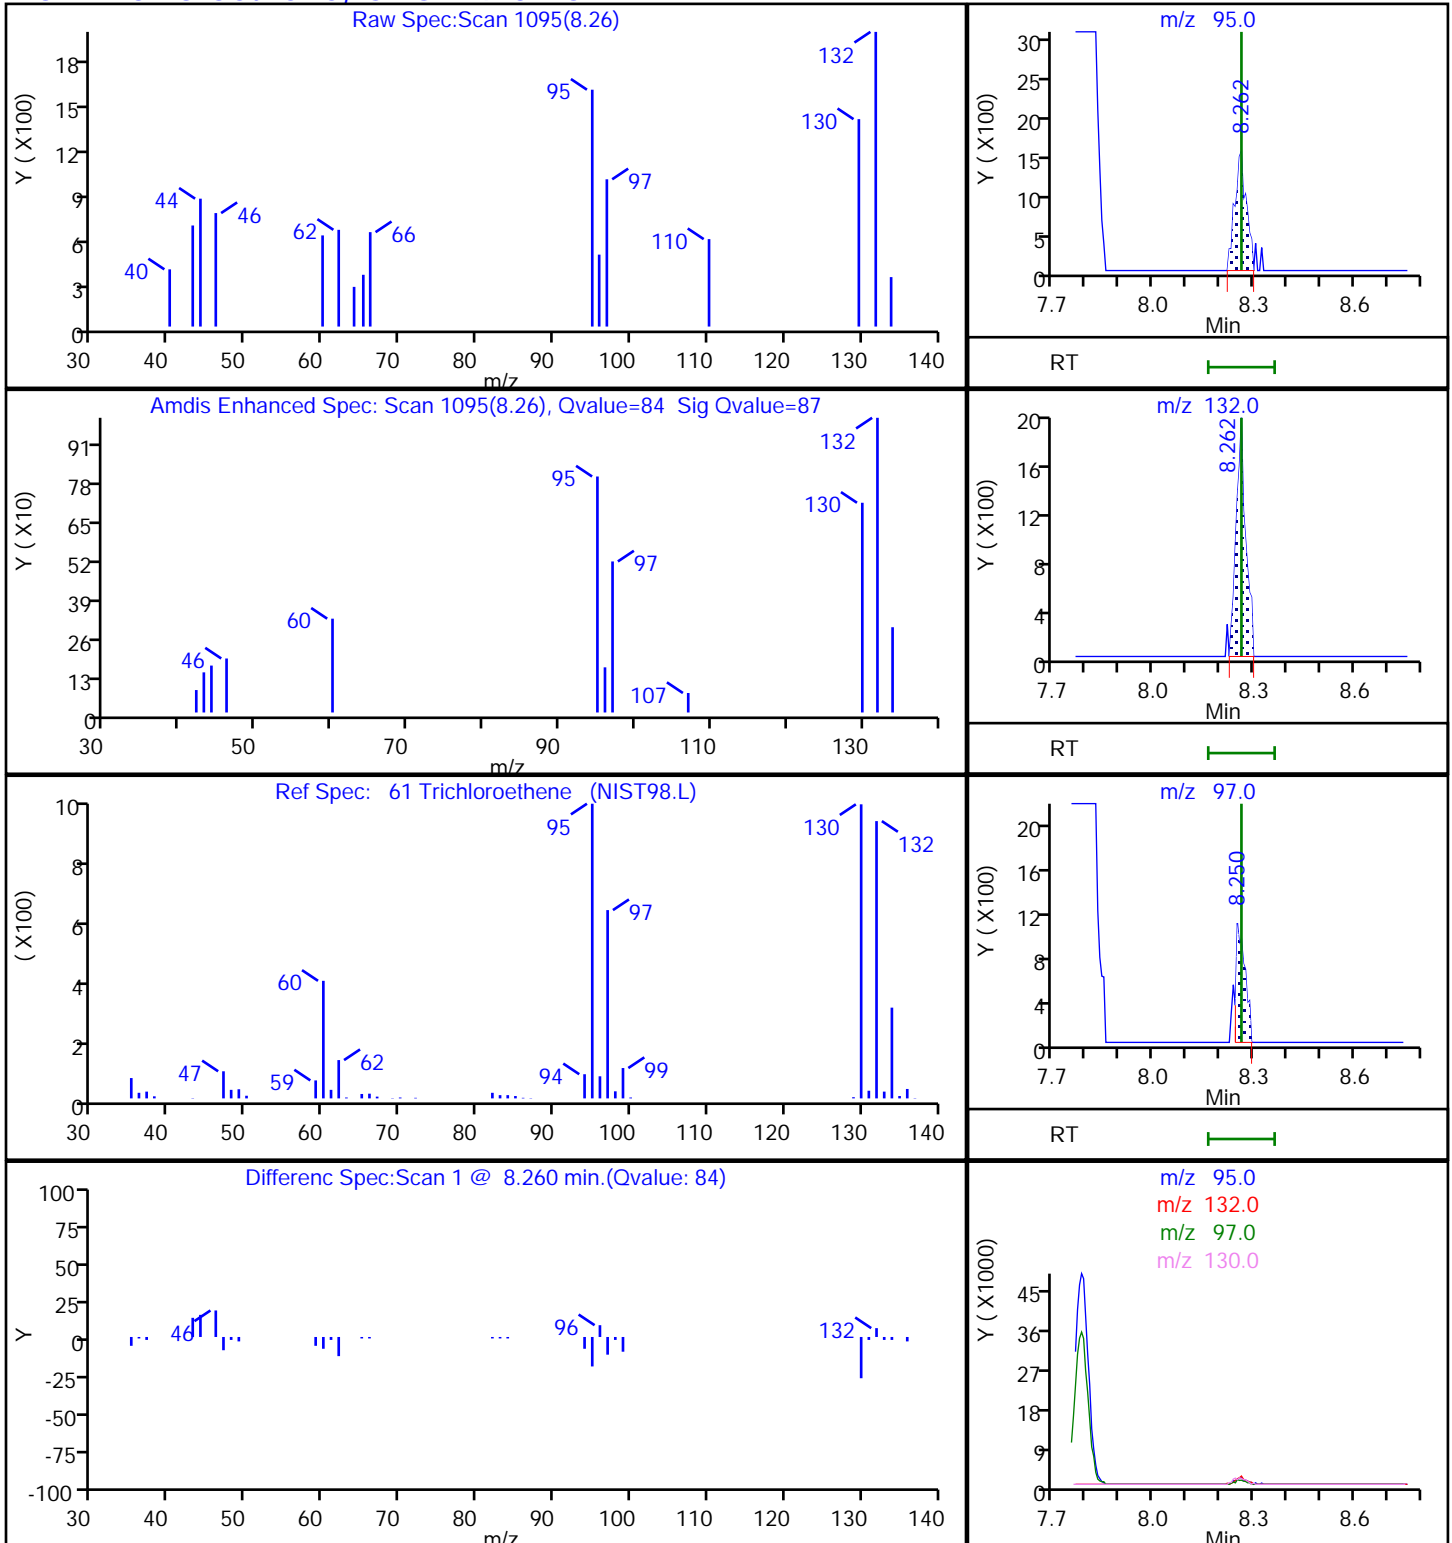 Raw Spec:Scan 1095(8.26)
Y ( X100)
18
15
12
9
6
3
0
40
44
46
62
66
95
97
110
130
132
30 40 50 60 70 80 90 100 110 120 130 140
m/z
m/z 95.0
Y ( X100)
30
25
20
15
10
5
0
8.262
7.7 8.0 8.3 8.6
Min
RT
Amdis Enhanced Spec: Scan 1095(8.26), Qvalue=84 Sig Qvalue=87
Y ( X10)
91
78
65
52
39
26
13
0
46
60
95
97
107
130
132
30 50 70 90 110 130
m/z
m/z 132.0
Y ( X100)
20
16
12
8
4
0
8.262
7.7 8.0 8.3 8.6
Min
RT
Ref Spec: 61 Trichloroethene (NIST98.L)
( X100)
10
8
6
4
2
0
47
59
60
62
94
95
97
99
130
132
30 40 50 60 70 80 90 100 110 120 130 140
m/z 97.0
Y ( X100)
20
16
12
8
4
0
8.250
7.7 8.0 8.3 8.6
Min
RT
Differenc Spec:Scan 1 @ 8.260 min.(Qvalue: 84)
Y
100
75
50
25
0
-25
-50
-75
-100
46
96
132
30 40 50 60 70 80 90 100 110 120 130 140
m/z
m/z 95.0
m/z 132.0
m/z 97.0
m/z 130.0
Y ( X1000)
45
36
27
18
9
0
7.7 8.0 8.3 8.6
Min